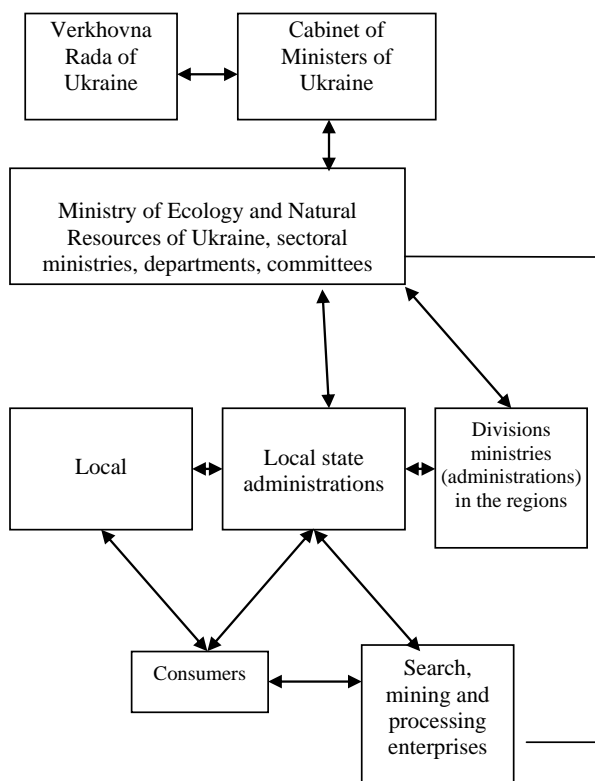 Verkhovna
Rada of
Ukraine
Cabinet of
Ministers of
Ukraine
Ministry of Ecology and Natural
Resources of Ukraine, sectoral
ministries, departments, committees
Local
Local state
administrations
Divisions
ministries
(administrations)
in the regions
Consumers
Search,
mining and
processing
enterprises